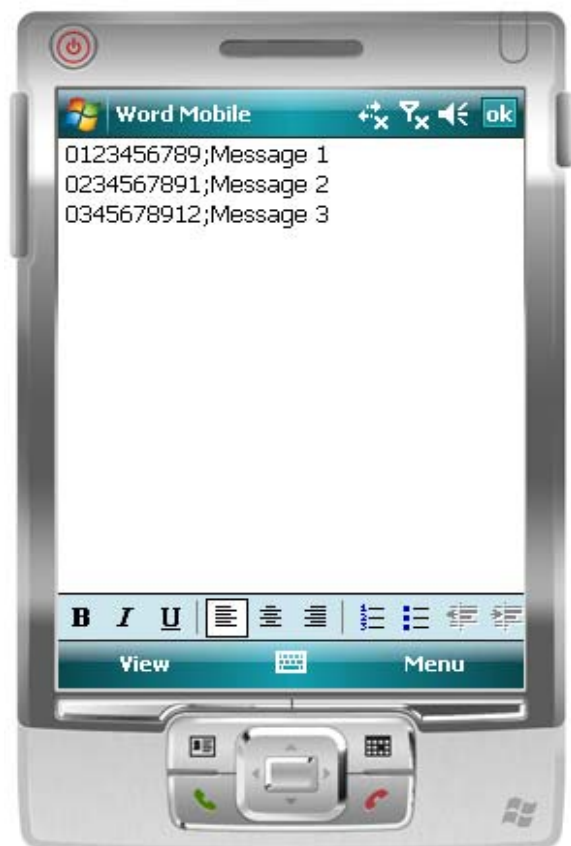 Word Mobile ok
0123456789;Message 1
0234567891;Message 2
0345678912;Message 3
B I U
View Menu